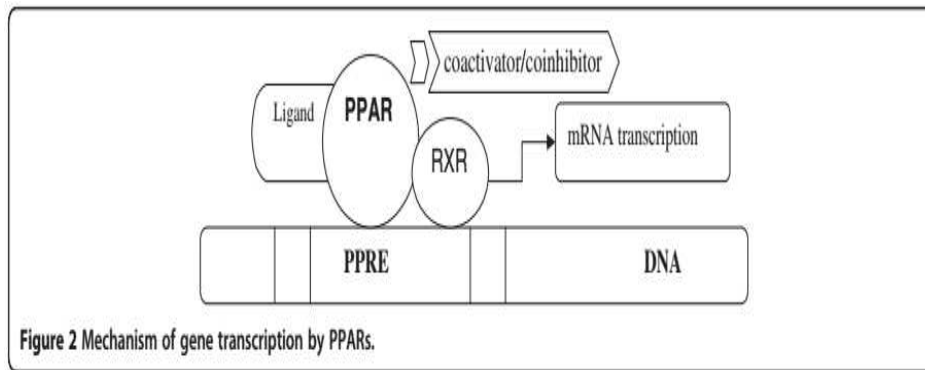 coactivator/coinhibitor
Ligand
PPAR
RXR
mRNA transcription
PPRE
DNA
Figure 2 Mechanism of gene transcription by PPARs.